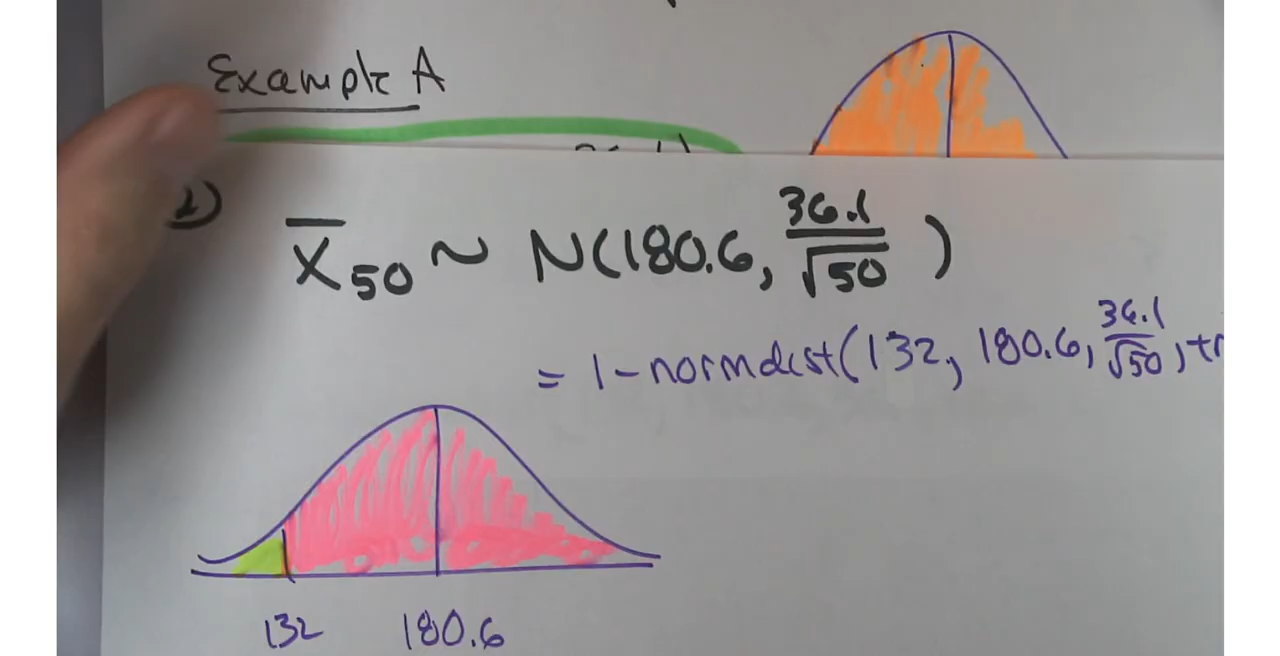 Example A
2)
X̅₅₀ ~ N(180.6, 36.1/√50)
= 1-normdist(132, 180.6, 36.1/√50, tr
132 180.6